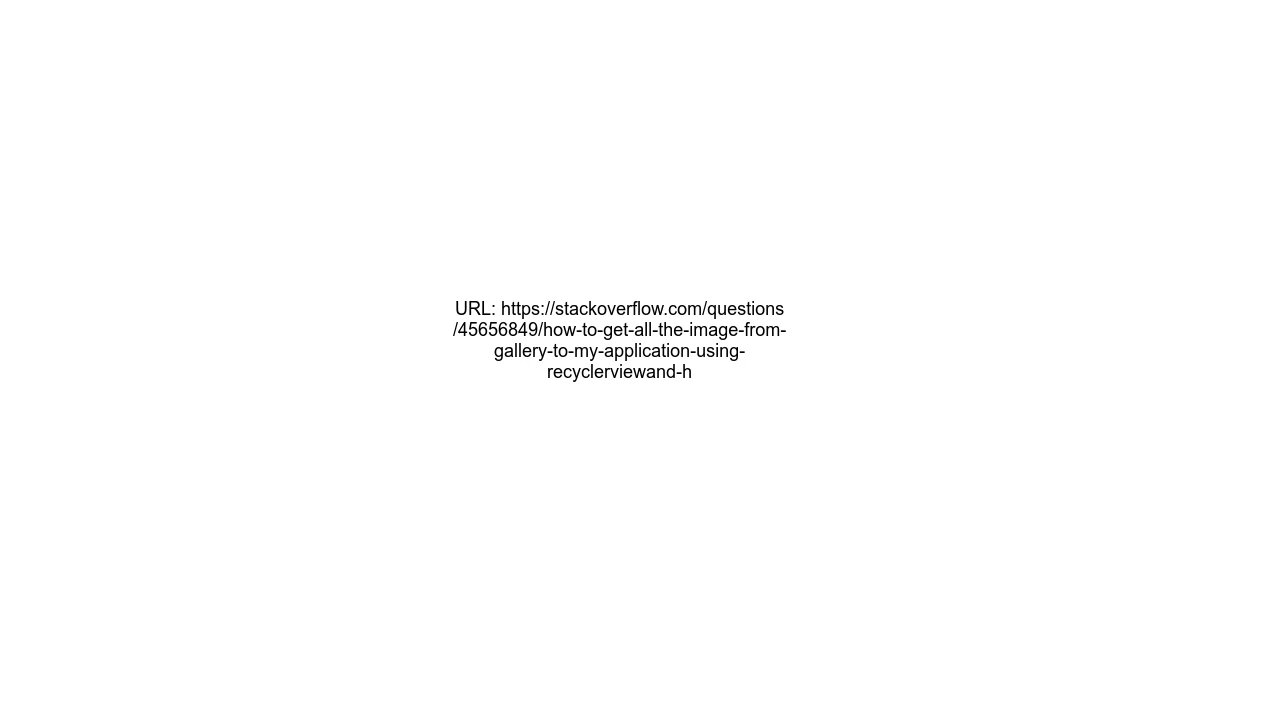 URL: https://stackoverflow.com/questions
/45656849/how-to-get-all-the-image-from-
gallery-to-my-application-using-
recyclerviewand-h